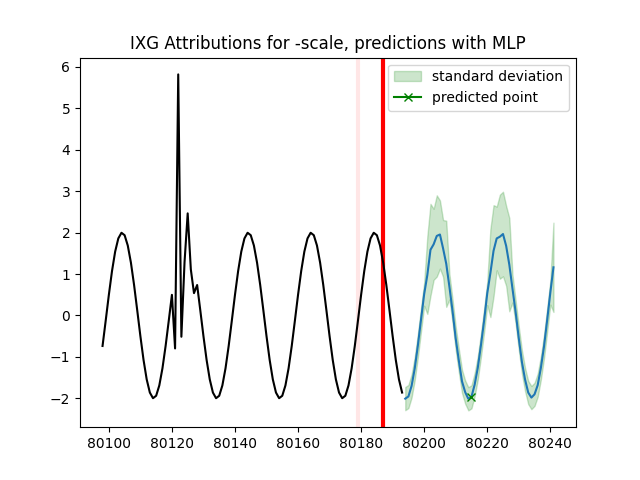 IXG Attributions for -scale, predictions with MLP
standard deviation
predicted point
6
5
4
3
2
1
0
−1
−2
80100 80120 80140 80160 80180 80200 80220 80240